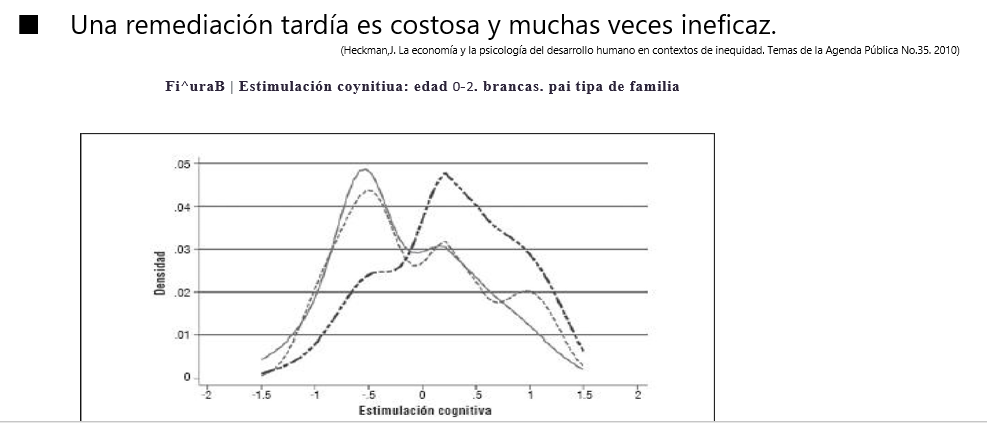 Una remediación tardía es costosa y muchas veces ineficaz.
(Heckman,J. La economía y la psicología del desarrollo humano en contextos de inequidad. Temas de la Agenda Pública No.35. 2010)
Fi^uraB | Estimulación coynitiua: edad 0-2. brancas. pai tipa de familia
.05
.04
.03
Densidad
.02
.01
0
-2 -1.5 -1 -.5 0 .5 1 1.5 2
Estimulación cognitiva